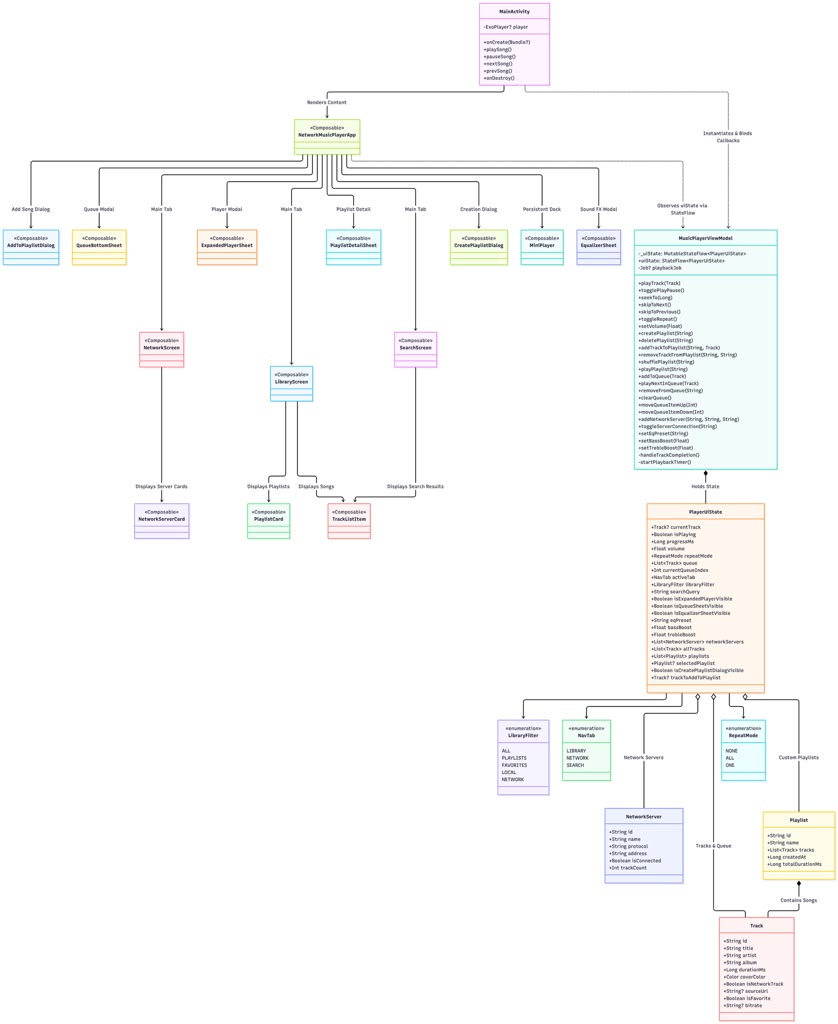 MainActivity
-ExoPlayer? player
+onCreate(Bundle?)
+playSong()
+pauseSong()
+nextSong()
+prevSong()
+onDestroy()
Renders Content
Instantiates & Binds
Callbacks
«Composable»
NetworkMusicPlayerApp
Add Song Dialog
Queue Modal
Main Tab
Player Modal
Main Tab
Playlist Detail
Main Tab
Creation Dialog
Persistent Dock
Sound FX Modal
Observes uiState via
StateFlow
«Composable»
AddToPlaylistDialog
«Composable»
QueueBottomSheet
«Composable»
ExpandedPlayerSheet
«Composable»
PlaylistDetailSheet
«Composable»
CreatePlaylistDialog
«Composable»
MiniPlayer
«Composable»
EqualizerSheet
MusicPlayerViewModel
-_uiState: MutableStateFlow<PlayerUiState>
+uiState: StateFlow<PlayerUiState>
-Job? playbackJob
+playTrack(Track)
+togglePlayPause()
+seekTo(Long)
+skipToNext()
+skipToPrevious()
+toggleRepeat()
+setVolume(Float)
+createPlaylist(String)
+deletePlaylist(String)
+addTrackToPlaylist(String, Track)
+removeTrackFromPlaylist(String, String)
+shufflePlaylist(String)
+playPlaylist(String)
+addToQueue(Track)
+playNextInQueue(Track)
+removeFromQueue(String)
+clearQueue()
+moveQueueItemUp(Int)
+moveQueueItemDown(Int)
+addNetworkServer(String, String, String)
+toggleServerConnection(String)
+setEqPreset(String)
+setBassBoost(Float)
+setTrebleBoost(Float)
-handleTrackCompletion()
-startPlaybackTimer()
«Composable»
NetworkScreen
«Composable»
SearchScreen
«Composable»
LibraryScreen
Displays Server Cards
Displays Playlists
Displays Songs
Displays Search Results
Holds State
«Composable»
NetworkServerCard
«Composable»
PlaylistCard
«Composable»
TrackListItem
PlayerUiState
+Track? currentTrack
+Boolean isPlaying
+Long progressMs
+Float volume
+RepeatMode repeatMode
+List<Track> queue
+Int currentQueueIndex
+NavTab activeTab
+LibraryFilter libraryFilter
+String searchQuery
+Boolean isExpandedPlayerVisible
+Boolean isQueueSheetVisible
+Boolean isEqualizerSheetVisible
+String eqPreset
+Float bassBoost
+Float trebleBoost
+List<NetworkServer> networkServers
+List<Track> allTracks
+List<Playlist> playlists
+Playlist? selectedPlaylist
+Boolean isCreatePlaylistDialogVisible
+Track? trackToAddToPlaylist
«enumeration»
LibraryFilter
ALL
PLAYLISTS
FAVORITES
LOCAL
NETWORK
«enumeration»
NavTab
LIBRARY
NETWORK
SEARCH
«enumeration»
RepeatMode
NONE
ALL
ONE
Network Servers
Custom Playlists
NetworkServer
+String id
+String name
+String protocol
+String address
+Boolean isConnected
+Int trackCount
Tracks & Queue
Playlist
+String id
+String name
+List<Track> tracks
+Long createdAt
+Long totalDurationMs
Contains Songs
Track
+String id
+String title
+String artist
+String album
+Long durationMs
+Color coverColor
+Boolean isNetworkTrack
+String? sourceUrl
+Boolean isFavorite
+String? bitrate